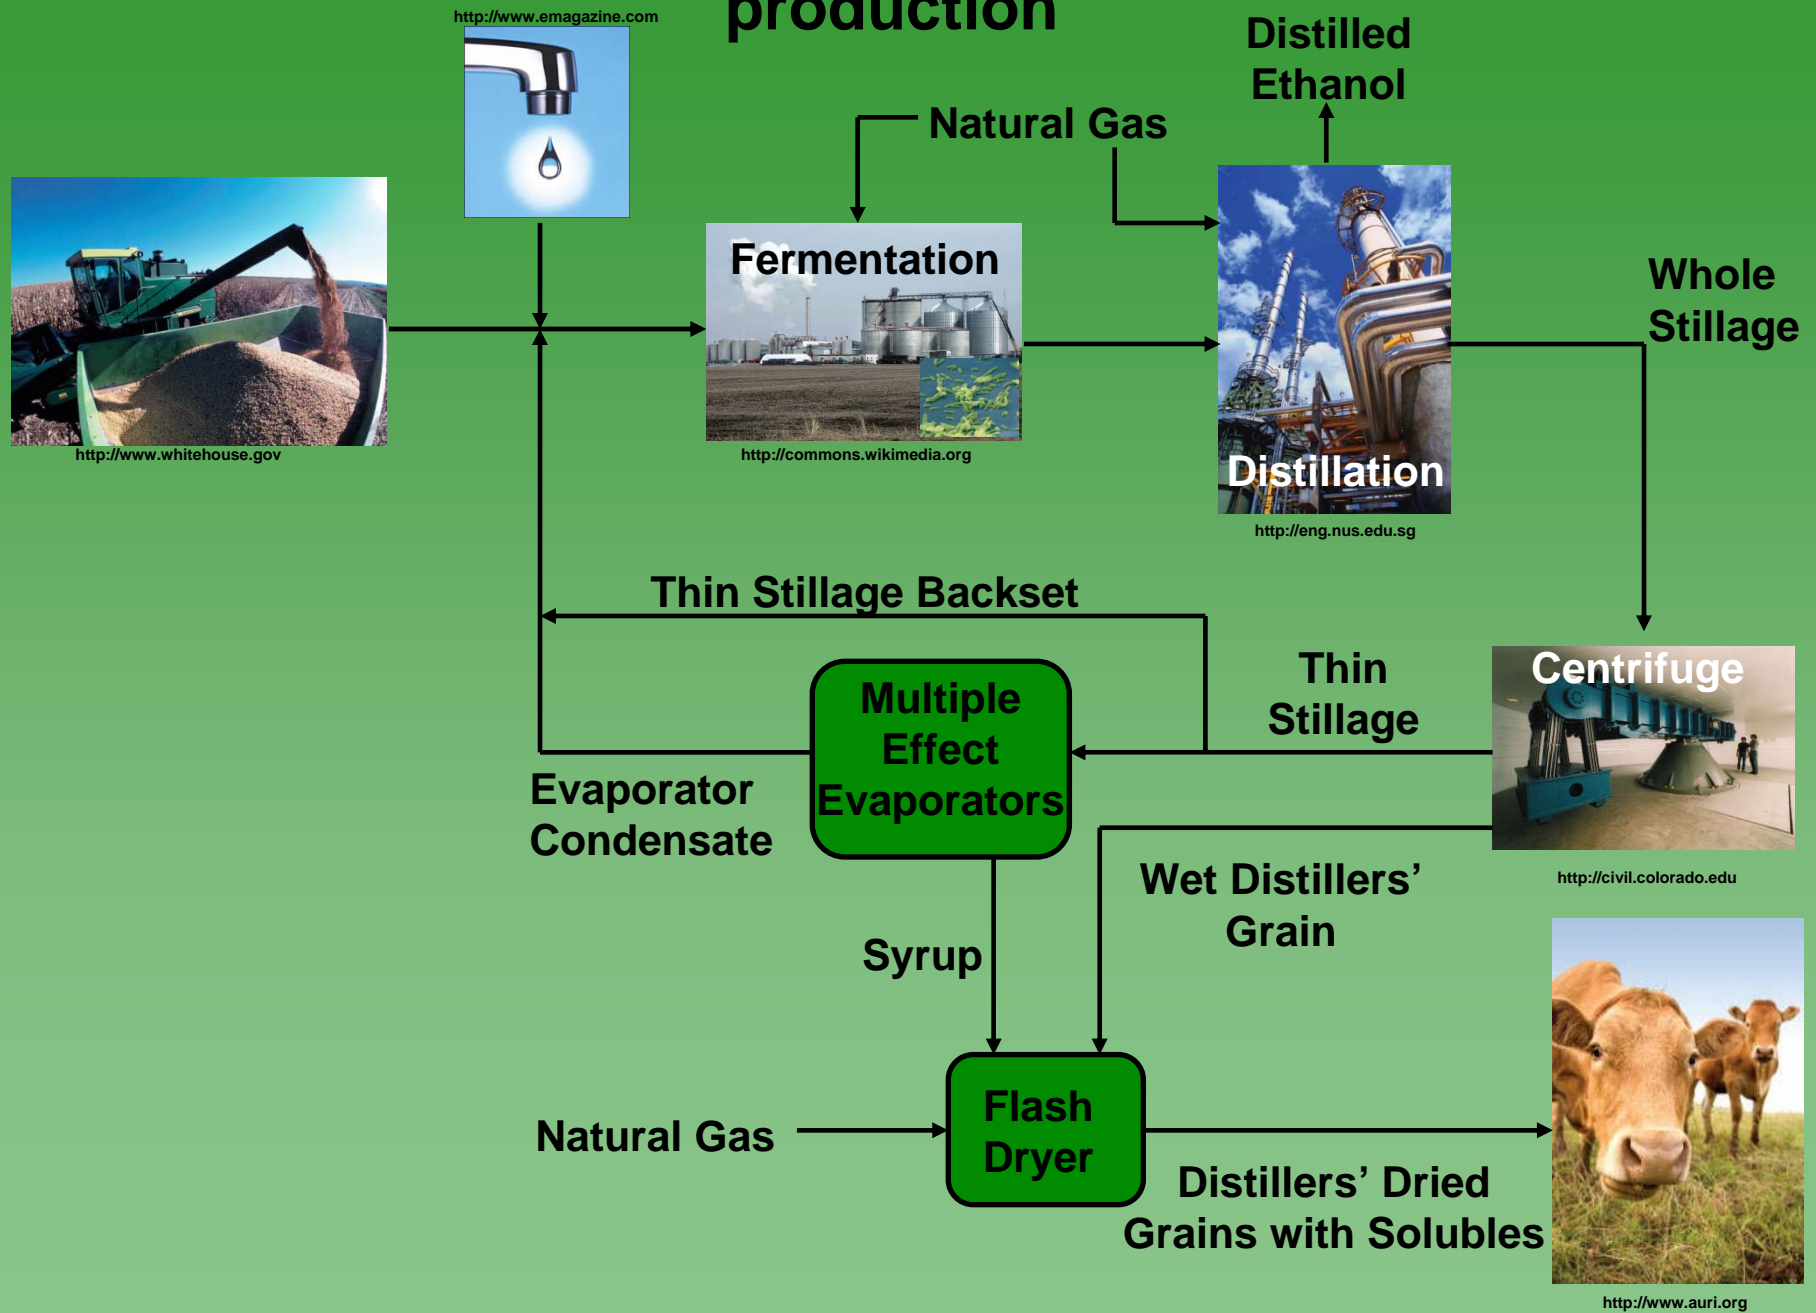 production
http://www.emagazine.com
Distilled
Ethanol
Natural Gas
Fermentation
Whole
Stillage
http://www.whitehouse.gov
http://commons.wikimedia.org
Distillation
http://eng.nus.edu.sg
Thin Stillage Backset
Thin
Stillage
Centrifuge
Multiple
Effect
Evaporators
Evaporator
Condensate
Wet Distillers’
Grain
http://civil.colorado.edu
Syrup
Flash
Dryer
Natural Gas
Distillers’ Dried
Grains with Solubles
http://www.auri.org